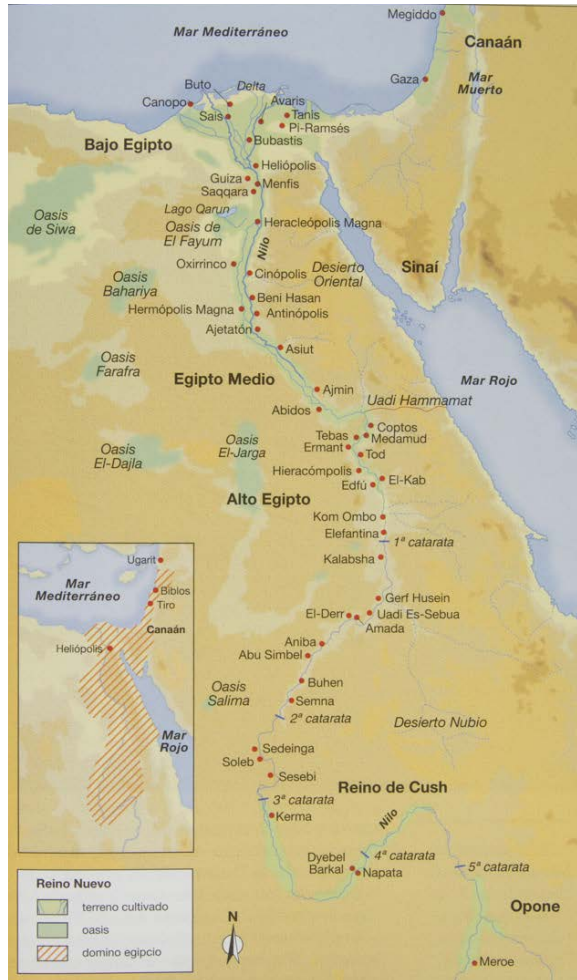 Megiddo
Mar Mediterráneo
Canaán
Mar
Muerto
Gaza
Buto
Delta
Avaris
Canopo
Tanis
Sais
Pi-Ramsés
Bubastis
Bajo Egipto
Heliópolis
Guiza
Menfis
Saqqara
Lago Qarun
Oasis
de Siwa
Oasis de
El Fayum
Heracleópolis Magna
Nilo
Oxirrinco
Cinópolis
Desierto
Oriental
Sinaí
Oasis
Bahariya
Beni Hasan
Hermópolis Magna
Antinópolis
Ajetatón
Asiut
Oasis
Farafra
Egipto Medio
Mar Rojo
Ajmin
Uadi Hammamat
Abidos
Coptos
Tebas
Medamud
Ermant
Tod
Oasis
El-Dajla
Oasis
El-Jarga
Hieracómpolis
El-Kab
Edfú
Alto Egipto
Kom Ombo
Elefantina
1ª catarata
Kalabsha
Gerf Husein
El-Derr
Uadi Es-Sebua
Amada
Aniba
Abu Simbel
Buhen
Oasis
Salima
Semna
2ª catarata
Desierto Nubio
Sedeinga
Soleb
Sesebi
Reino de Cush
3ª catarata
Kerma
Nilo
Dyebel
Barkal
4ª catarata
Napata
5ª catarata
Opone
Meroe
N
Ugarit
Mar
Mediterráneo
Biblos
Tiro
Canaán
Heliópolis
Mar
Rojo
Reino Nuevo
terreno cultivado
oasis
domino egipcio